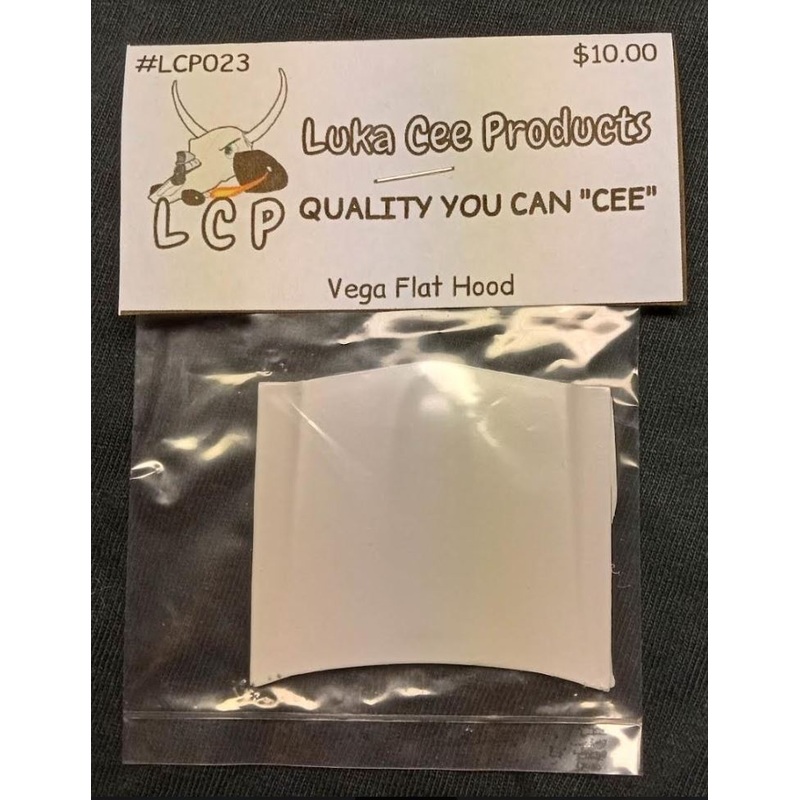 #LCP023
$10.00
Luka Cee Products
LCP
QUALITY YOU CAN "CEE"
Vega Flat Hood